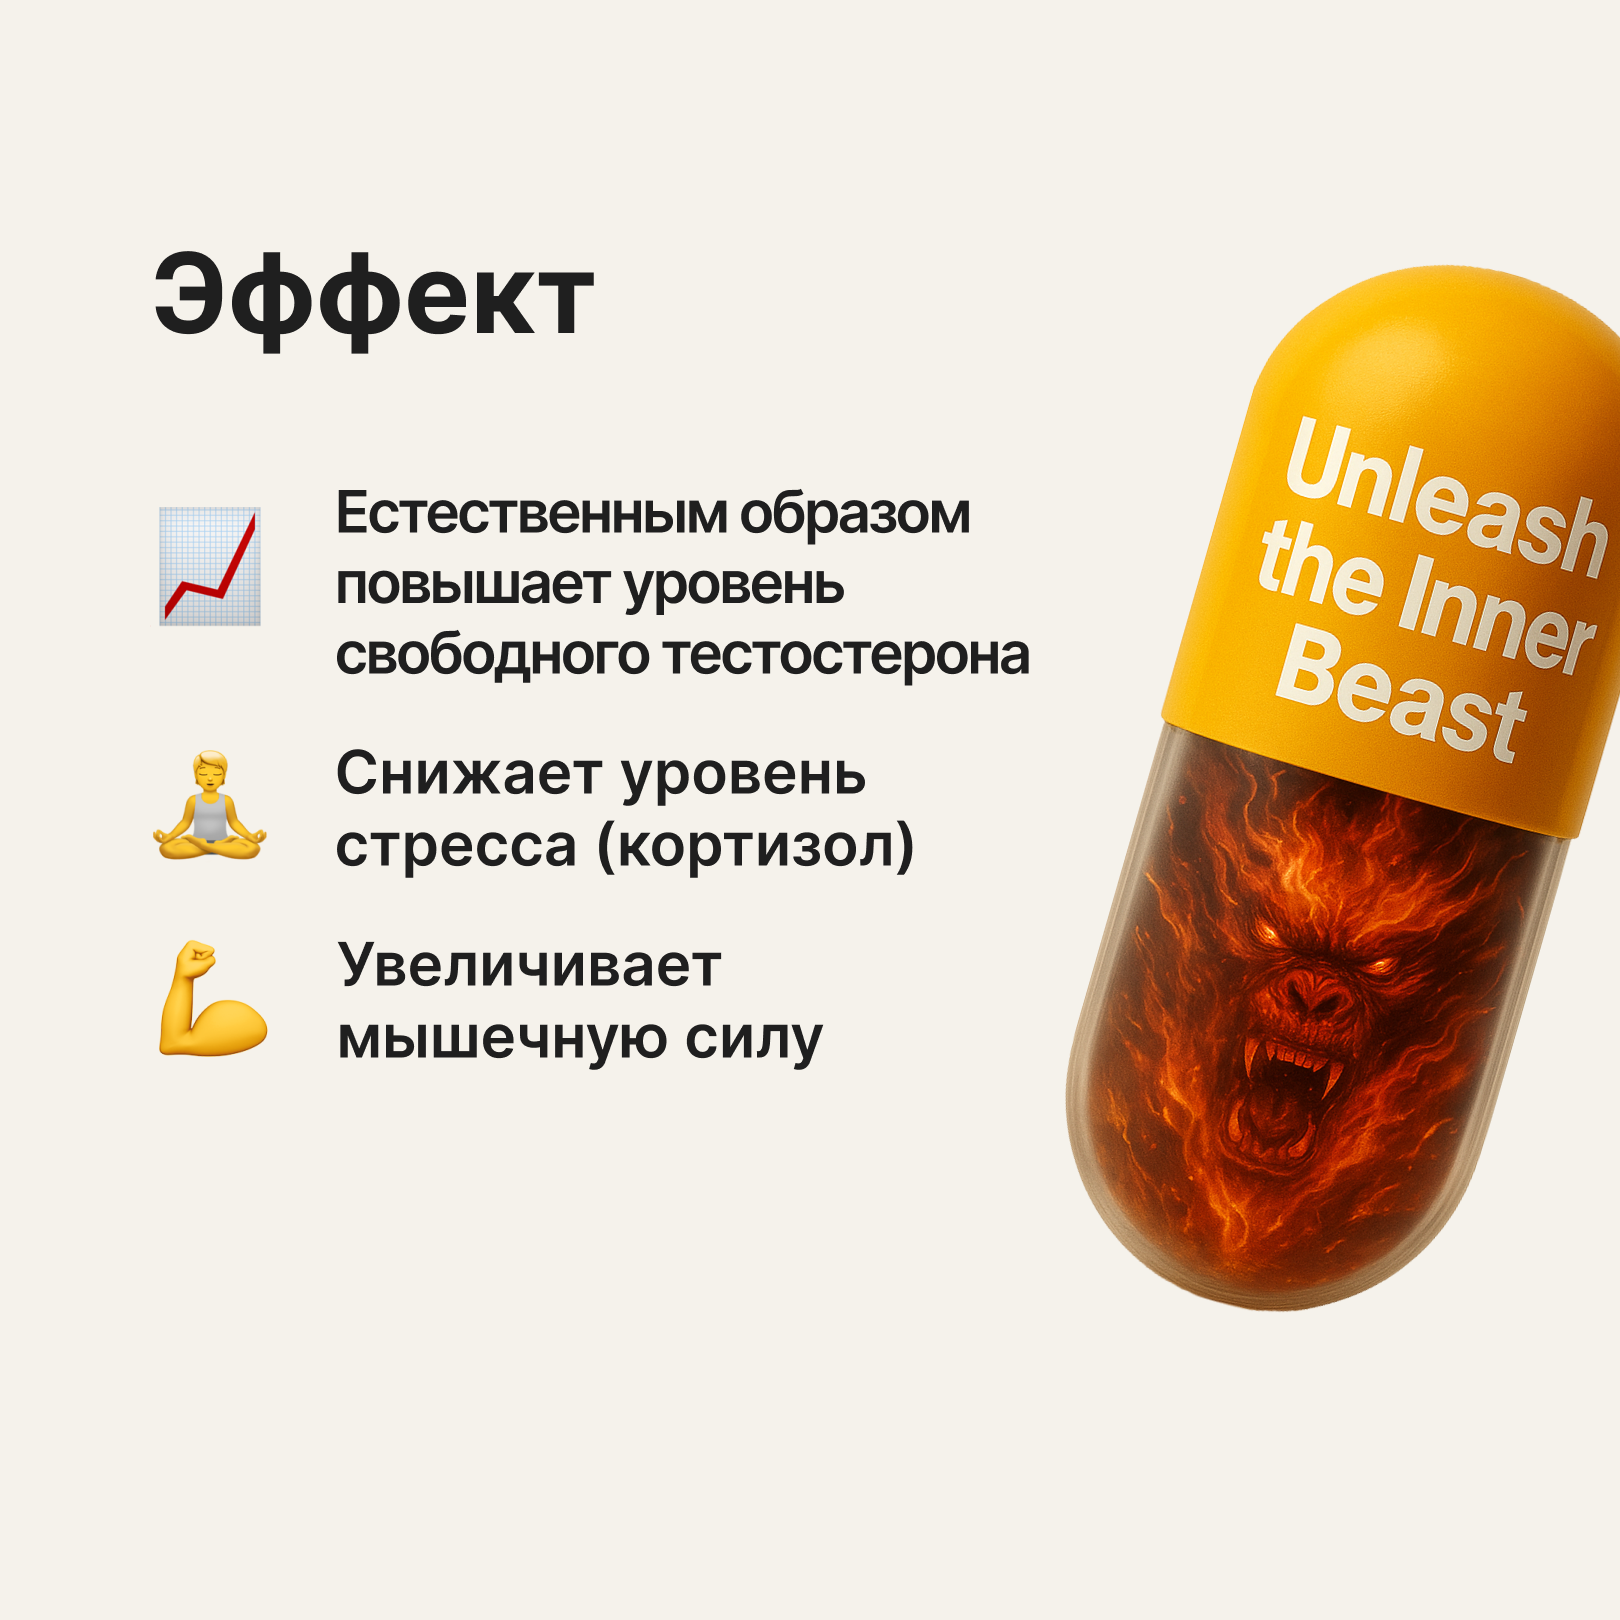 Эффект
Естественным образом
повышает уровень
свободного тестостерона
Снижает уровень
стресса (кортизол)
Увеличивает
мышечную силу
Unleash
the Inner
Beast